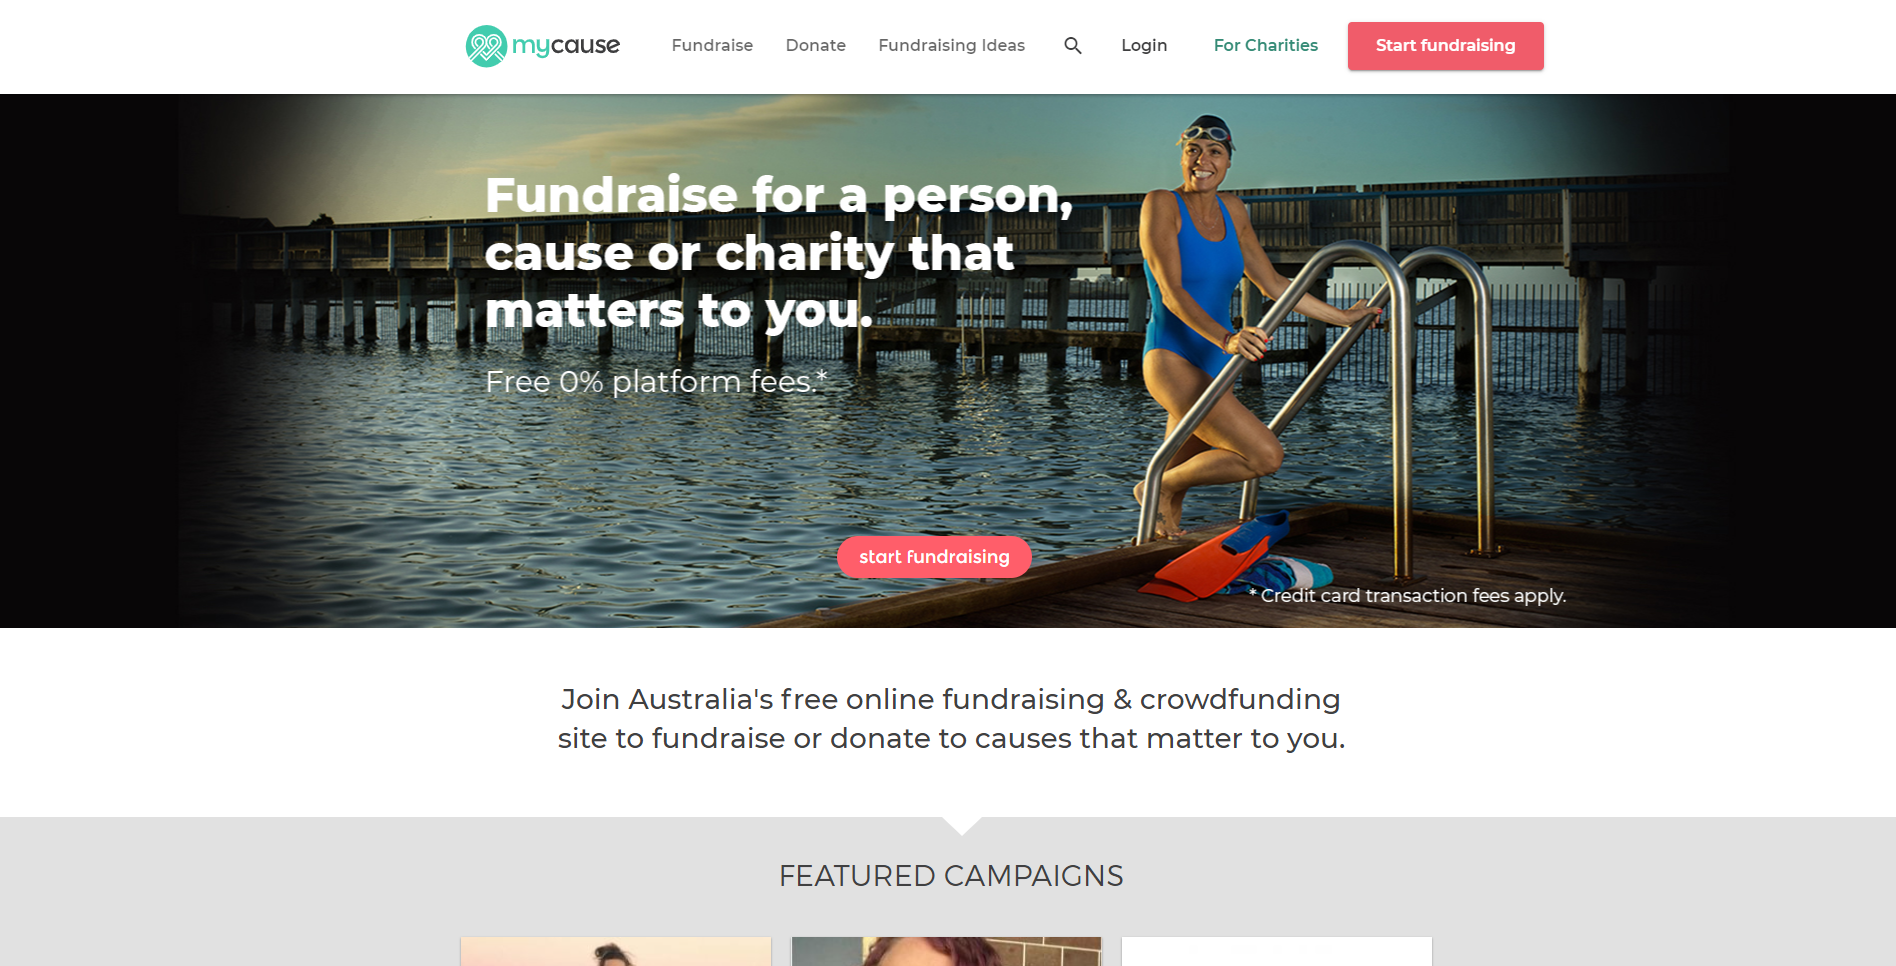 mycause
Fundraise
Donate
Fundraising Ideas
Login
For Charities
Start fundraising
Fundraise for a person,
cause or charity that
matters to you.
Free 0% platform fees.*
start fundraising
* Credit card transaction fees apply.
Join Australia's free online fundraising & crowdfunding
site to fundraise or donate to causes that matter to you.
FEATURED CAMPAIGNS